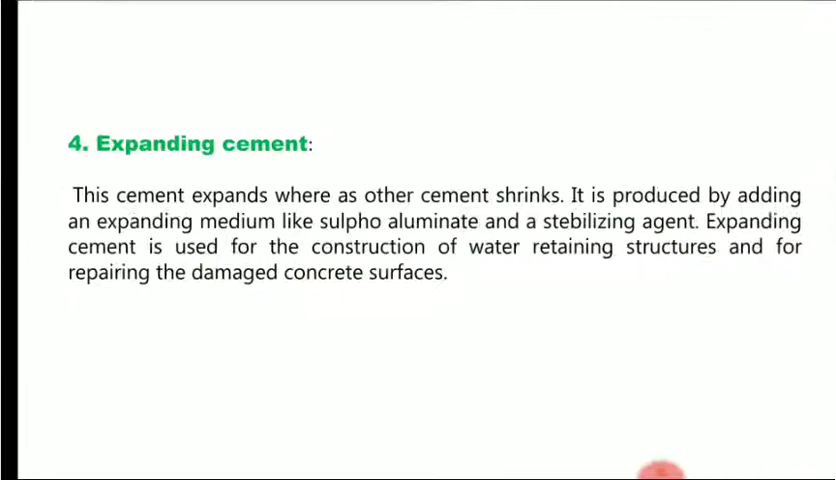 4. Expanding cement:
This cement expands where as other cement shrinks. It is produced by adding
an expanding medium like sulpho aluminate and a stebilizing agent. Expanding
cement is used for the construction of water retaining structures and for
repairing the damaged concrete surfaces.